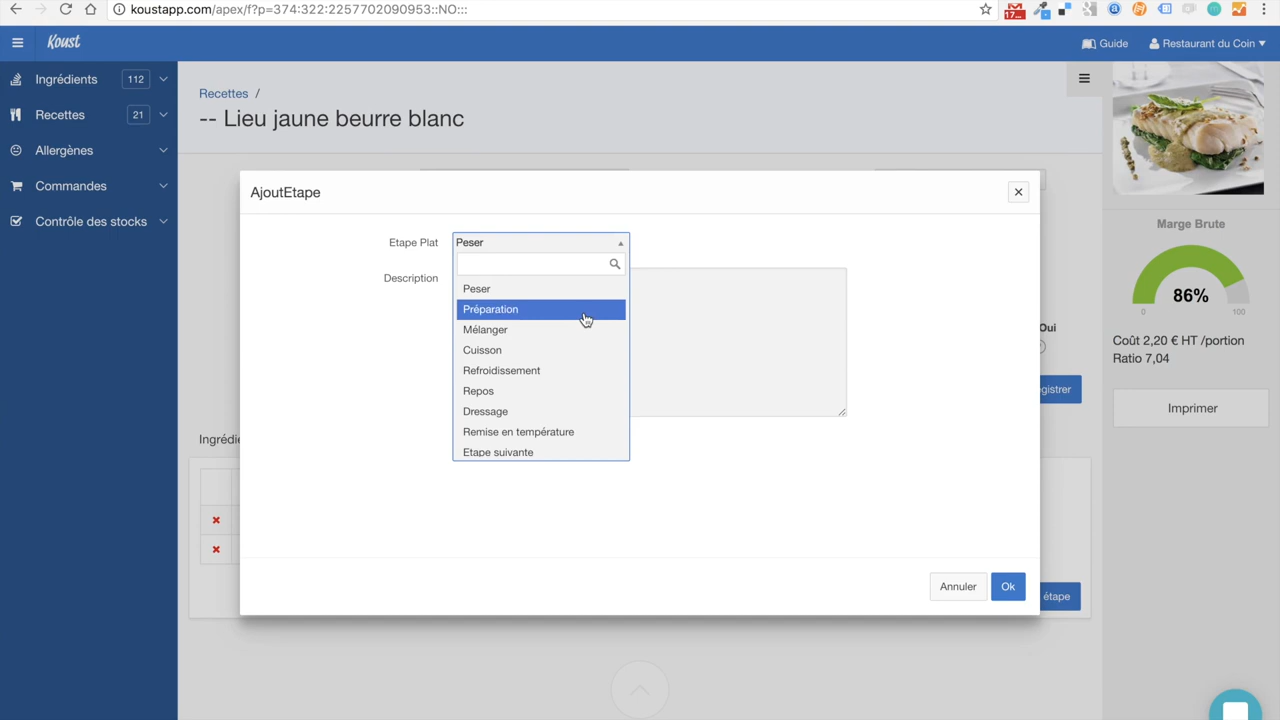 koustapp.com/apex/f?p=374:322:2257702090953::NO:::
17...
Koust
Guide
Restaurant du Coin
Ingrédients 112
Recettes 21
Allergènes
Commandes
Contrôle des stocks
Recettes /
-- Lieu jaune beurre blanc
AjoutEtape
Etape Plat
Peser
Description
Peser
Préparation
Mélanger
Cuisson
Refroidissement
Repos
Dressage
Remise en température
Etape suivante
Annuler
Ok
Oui
gistrer
Ingrédie
étape
Marge Brute
86%
0
100
Coût 2,20 € HT /portion
Ratio 7,04
Imprimer